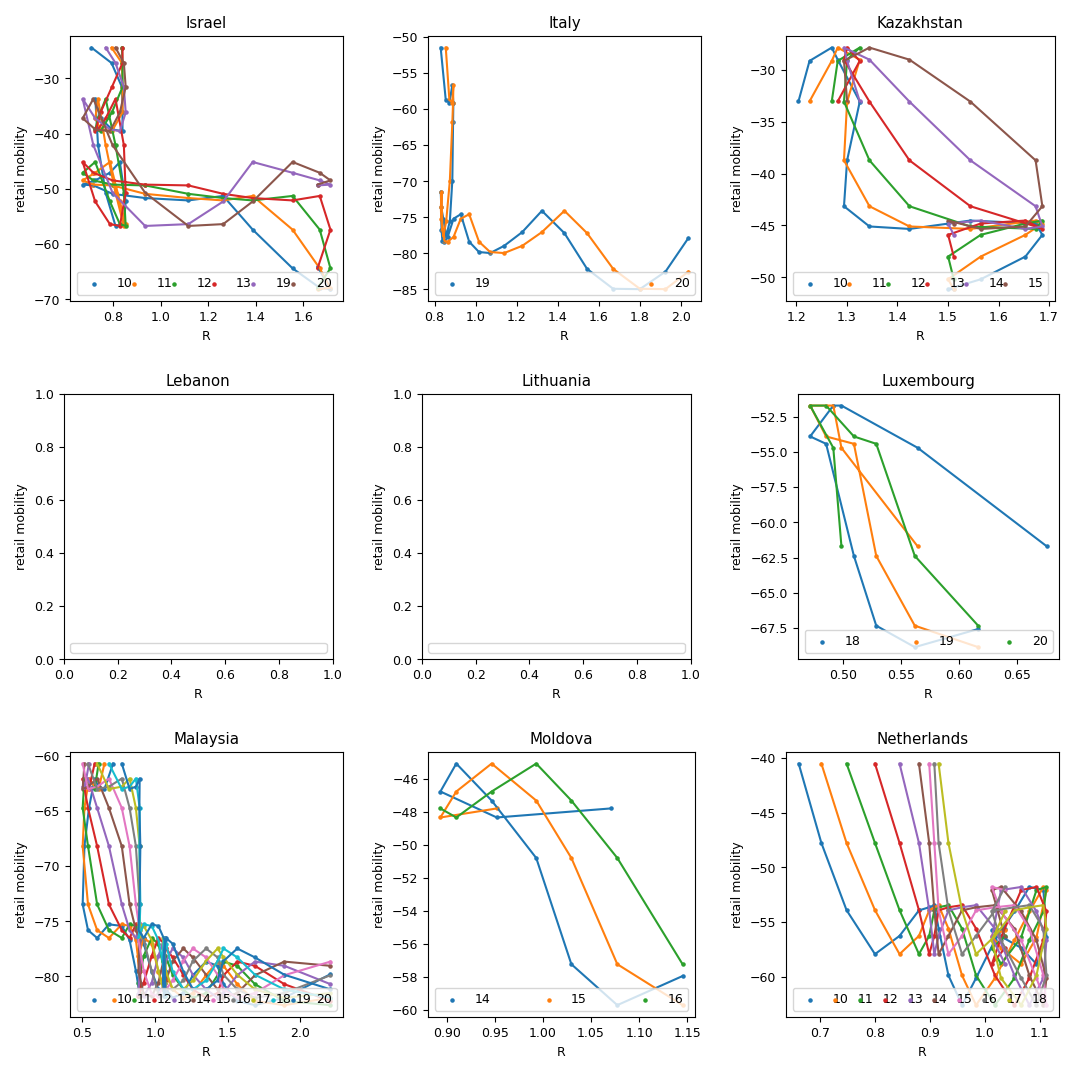 Israel Italy Kazakhstan
−30 −40 −50 −60 −70
retail mobility
10 11 12 13 19 20
0.8 1.0 1.2 1.4 1.6
R
−50 −55 −60 −65 −70 −75 −80 −85
retail mobility
19 20
0.8 1.0 1.2 1.4 1.6 1.8 2.0
R
−30 −35 −40 −45 −50
retail mobility
10 11 12 13 14 15
1.2 1.3 1.4 1.5 1.6 1.7
R
Lebanon Lithuania Luxembourg
1.0 0.8 0.6 0.4 0.2 0.0
retail mobility
0.0 0.2 0.4 0.6 0.8 1.0
R
1.0 0.8 0.6 0.4 0.2 0.0
retail mobility
0.0 0.2 0.4 0.6 0.8 1.0
R
−52.5 −55.0 −57.5 −60.0 −62.5 −65.0 −67.5
retail mobility
18 19 20
0.50 0.55 0.60 0.65
R
Malaysia Moldova Netherlands
−60 −65 −70 −75 −80
retail mobility
10 11 12 13 14 15 16 17 18 19 20
0.5 1.0 1.5 2.0
R
−46 −48 −50 −52 −54 −56 −58 −60
retail mobility
14 15 16
0.90 0.95 1.00 1.05 1.10 1.15
R
−40 −45 −50 −55 −60
retail mobility
10 11 12 13 14 15 16 17 18
0.7 0.8 0.9 1.0 1.1
R